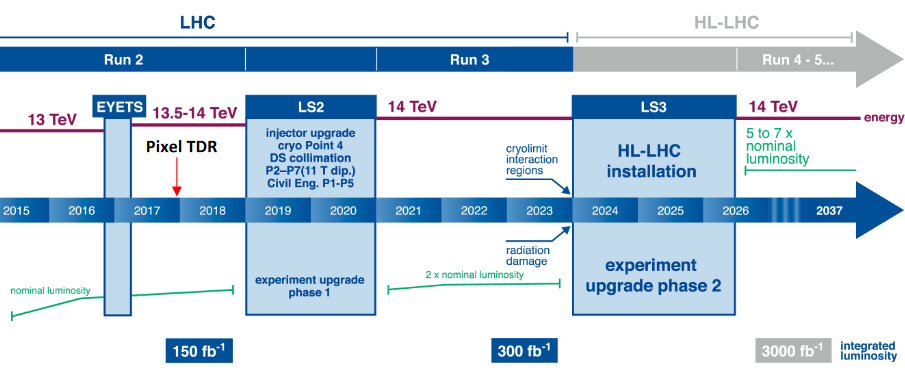 LHC
HL-LHC
Run 2
Run 3
Run 4 - 5...
EYETS
LS2
LS3
13 TeV
13.5-14 TeV
14 TeV
14 TeV
energy
Pixel TDR
injector upgrade
cryo Point 4
DS collimation
P2–P7(11 T dip.)
Civil Eng. P1-P5
cryolimit
interaction
regions
HL-LHC
installation
5 to 7 x
nominal
luminosity
2015
2016
2017
2018
2019
2020
2021
2022
2023
2024
2025
2026
2037
radiation
damage
nominal luminosity
experiment upgrade
phase 1
2 x nominal luminosity
experiment
upgrade phase 2
150 fb⁻¹
300 fb⁻¹
3000 fb⁻¹
integrated
luminosity